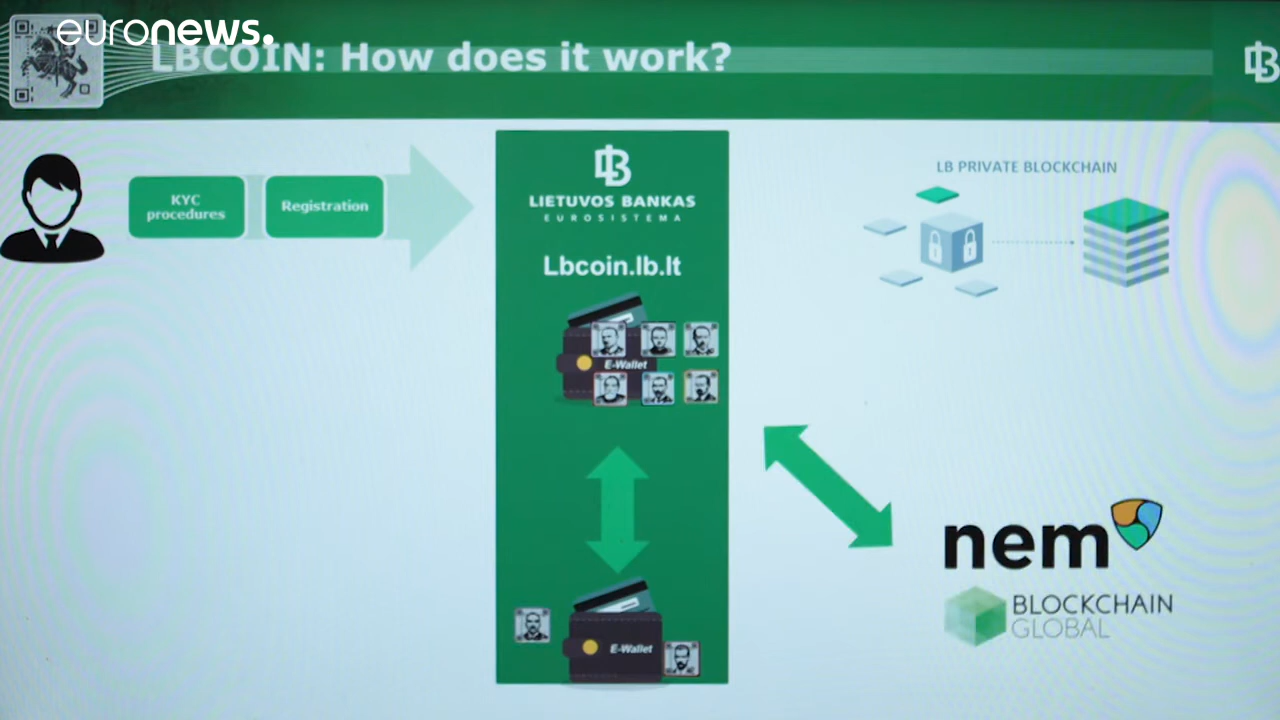 euronews.
LBCOIN: How does it work?
KYC
procedures
Registration
LIETUVOS BANKAS
EUROSISTEMA
Lbcoin.lb.lt
E-Wallet
E-Wallet
LB PRIVATE BLOCKCHAIN
nem
BLOCKCHAIN
GLOBAL